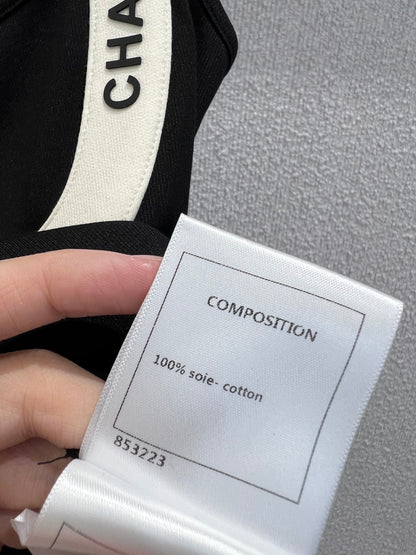 CHA
COMPOSITION
100% soie- cotton
853223